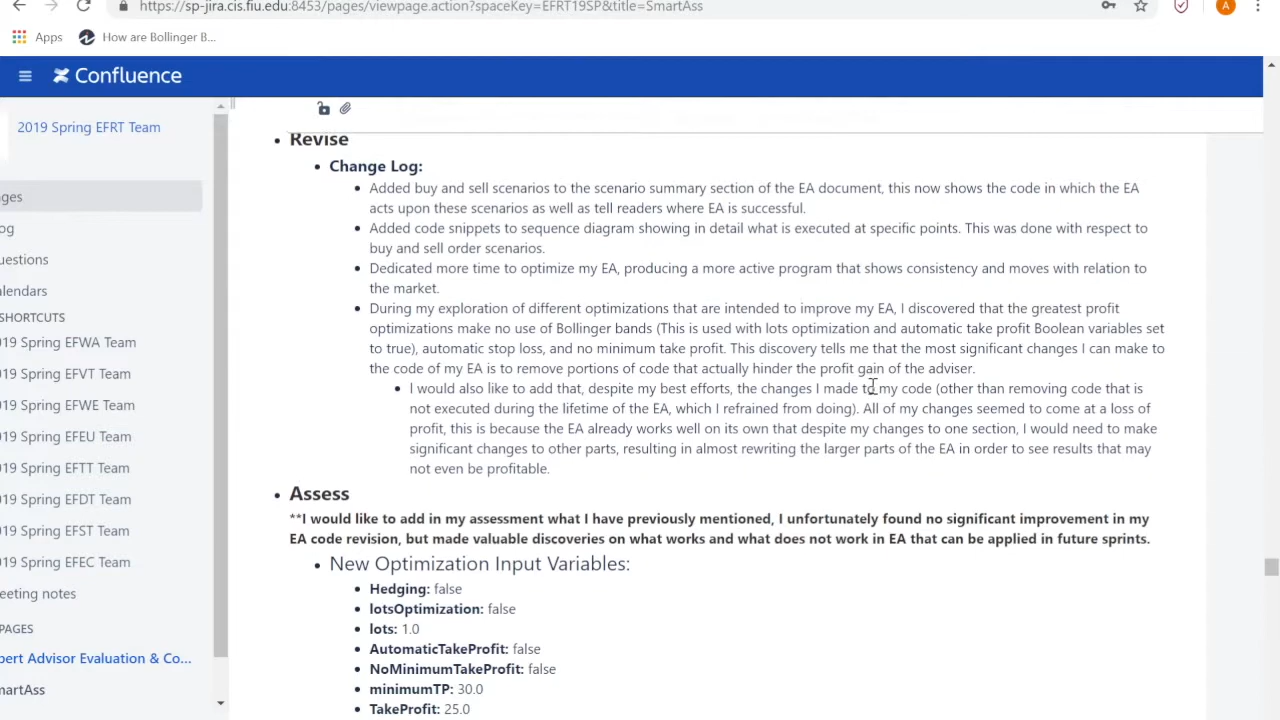 https://sp-jira.cis.fiu.edu:8453/pages/viewpage.action?spaceKey=EFRT19SP&title=SmartAss
A
Apps
How are Bollinger B...
Confluence
2019 Spring EFRT Team
ges
og
uestions
alendars
SHORTCUTS
019 Spring EFWA Team
019 Spring EFVT Team
019 Spring EFWE Team
019 Spring EFEU Team
019 Spring EFTT Team
019 Spring EFDT Team
019 Spring EFST Team
019 Spring EFEC Team
eeting notes
PAGES
pert Advisor Evaluation & Co...
martAss
• Revise
• Change Log:
• Added buy and sell scenarios to the scenario summary section of the EA document, this now shows the code in which the EA
acts upon these scenarios as well as tell readers where EA is successful.
• Added code snippets to sequence diagram showing in detail what is executed at specific points. This was done with respect to
buy and sell order scenarios.
• Dedicated more time to optimize my EA, producing a more active program that shows consistency and moves with relation to
the market.
• During my exploration of different optimizations that are intended to improve my EA, I discovered that the greatest profit
optimizations make no use of Bollinger bands (This is used with lots optimization and automatic take profit Boolean variables set
to true), automatic stop loss, and no minimum take profit. This discovery tells me that the most significant changes I can make to
the code of my EA is to remove portions of code that actually hinder the profit gain of the adviser.
• I would also like to add that, despite my best efforts, the changes I made to my code (other than removing code that is
not executed during the lifetime of the EA, which I refrained from doing). All of my changes seemed to come at a loss of
profit, this is because the EA already works well on its own that despite my changes to one section, I would need to make
significant changes to other parts, resulting in almost rewriting the larger parts of the EA in order to see results that may
not even be profitable.
• Assess
**I would like to add in my assessment what I have previously mentioned, I unfortunately found no significant improvement in my
EA code revision, but made valuable discoveries on what works and what does not work in EA that can be applied in future sprints.
• New Optimization Input Variables:
• Hedging: false
• lotsOptimization: false
• lots: 1.0
• AutomaticTakeProfit: false
• NoMinimumTakeProfit: false
• minimumTP: 30.0
• TakeProfit: 25.0